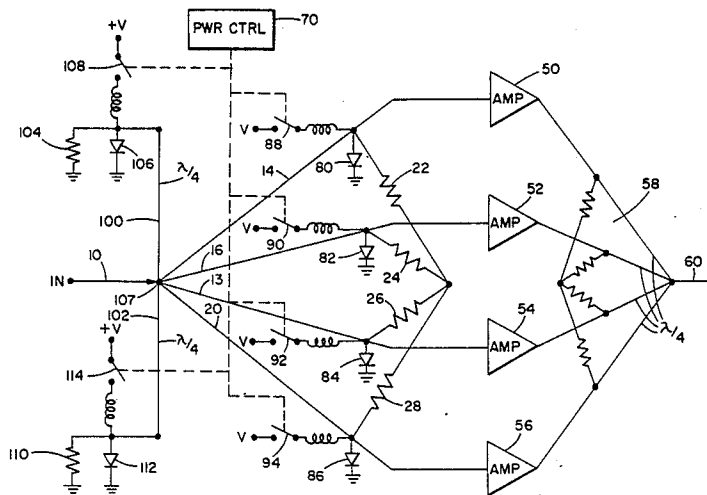 +V
PWR CTRL
70
108
50
AMP
V
88
104
106
80
22
14
λ/4
52
AMP
58
100
V
90
16
82
24
10
IN
13
60
107
26
102
20
54
AMP
λ/4
λ/4
+V
V
92
84
114
28
56
AMP
V
94
86
110
112